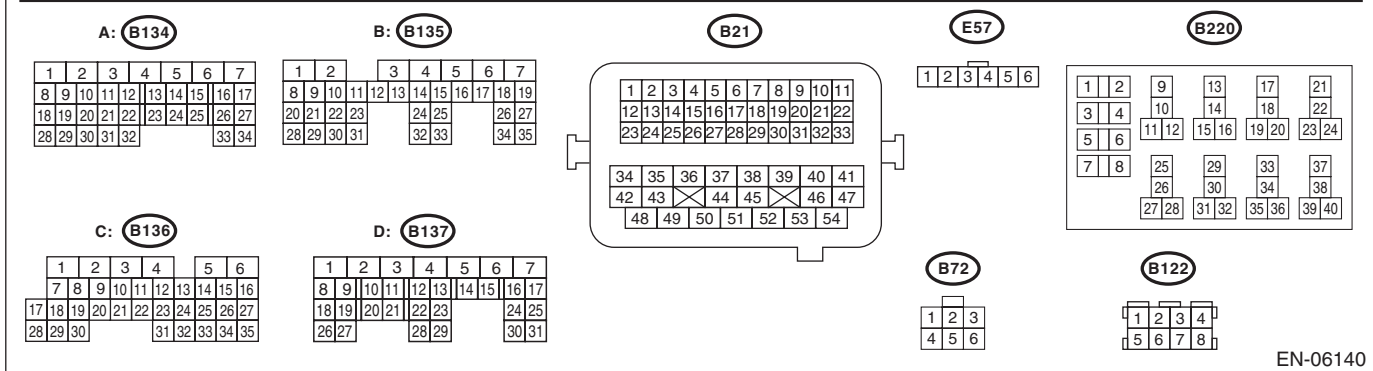 A: B134
1 2 3 4 5 6 7
8 9 10 11 12 13 14 15 16 17
18 19 20 21 22 23 24 25 26 27
28 29 30 31 32 33 34
B: B135
1 2 3 4 5 6 7
8 9 10 11 12 13 14 15 16 17 18 19
20 21 22 23 24 25 26 27
28 29 30 31 32 33 34 35
B21
1 2 3 4 5 6 7 8 9 10 11
12 13 14 15 16 17 18 19 20 21 22
23 24 25 26 27 28 29 30 31 32 33
34 35 36 37 38 39 40 41
42 43 44 45 46 47
48 49 50 51 52 53 54
E57
1 2 3 4 5 6
B220
1 2 9 13 17 21
3 4 10 14 18 22
11 12 15 16 19 20 23 24
5 6
7 8 25 29 33 37
26 30 34 38
27 28 31 32 35 36 39 40
C: B136
1 2 3 4 5 6
7 8 9 10 11 12 13 14 15 16
17 18 19 20 21 22 23 24 25 26 27
28 29 30 31 32 33 34 35
D: B137
1 2 3 4 5 6 7
8 9 10 11 12 13 14 15 16 17
18 19 20 21 22 23 24 25
26 27 28 29 30 31
B72
1 2 3
4 5 6
B122
1 2 3 4
5 6 7 8
EN-06140